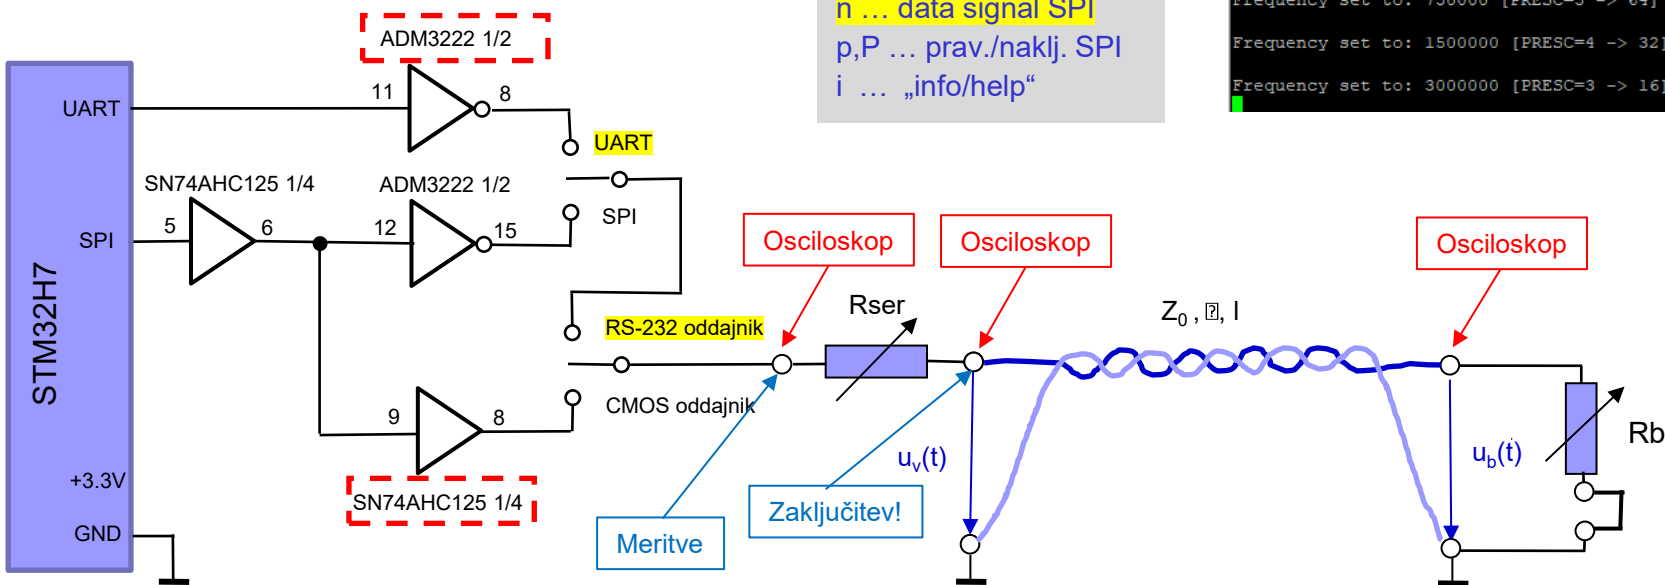 n … data signal SPI
p,P … prav./naklj. SPI
i … „info/help“
Frequency set to: 750000 [PRESC=5 -> 64]
Frequency set to: 1500000 [PRESC=4 -> 32]
Frequency set to: 3000000 [PRESC=3 -> 16]
ADM3222 1/2
UART
11
8
UART
SN74AHC125 1/4
ADM3222 1/2
SPI
5
6
12
15
SPI
STM32H7
Osciloskop
Osciloskop
Osciloskop
Rser
Z0 , , l
RS-232 oddajnik
CMOS oddajnik
9
8
+3.3V
SN74AHC125 1/4
GND
uv(t)
ub(t)
Rb
Zaključitev!
Meritve